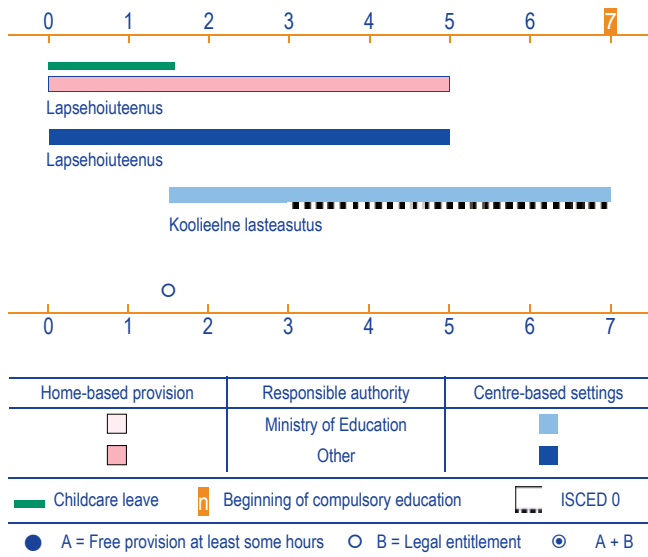 0 1 2 3 4 5 6 7
Lapsehoiuteenus
Lapsehoiuteenus
Koolieelne lasteasutus
0 1 2 3 4 5 6 7
Home-based provision Responsible authority Centre-based settings
Ministry of Education
Other
Childcare leave n Beginning of compulsory education ISCED 0
A = Free provision at least some hours B = Legal entitlement A + B